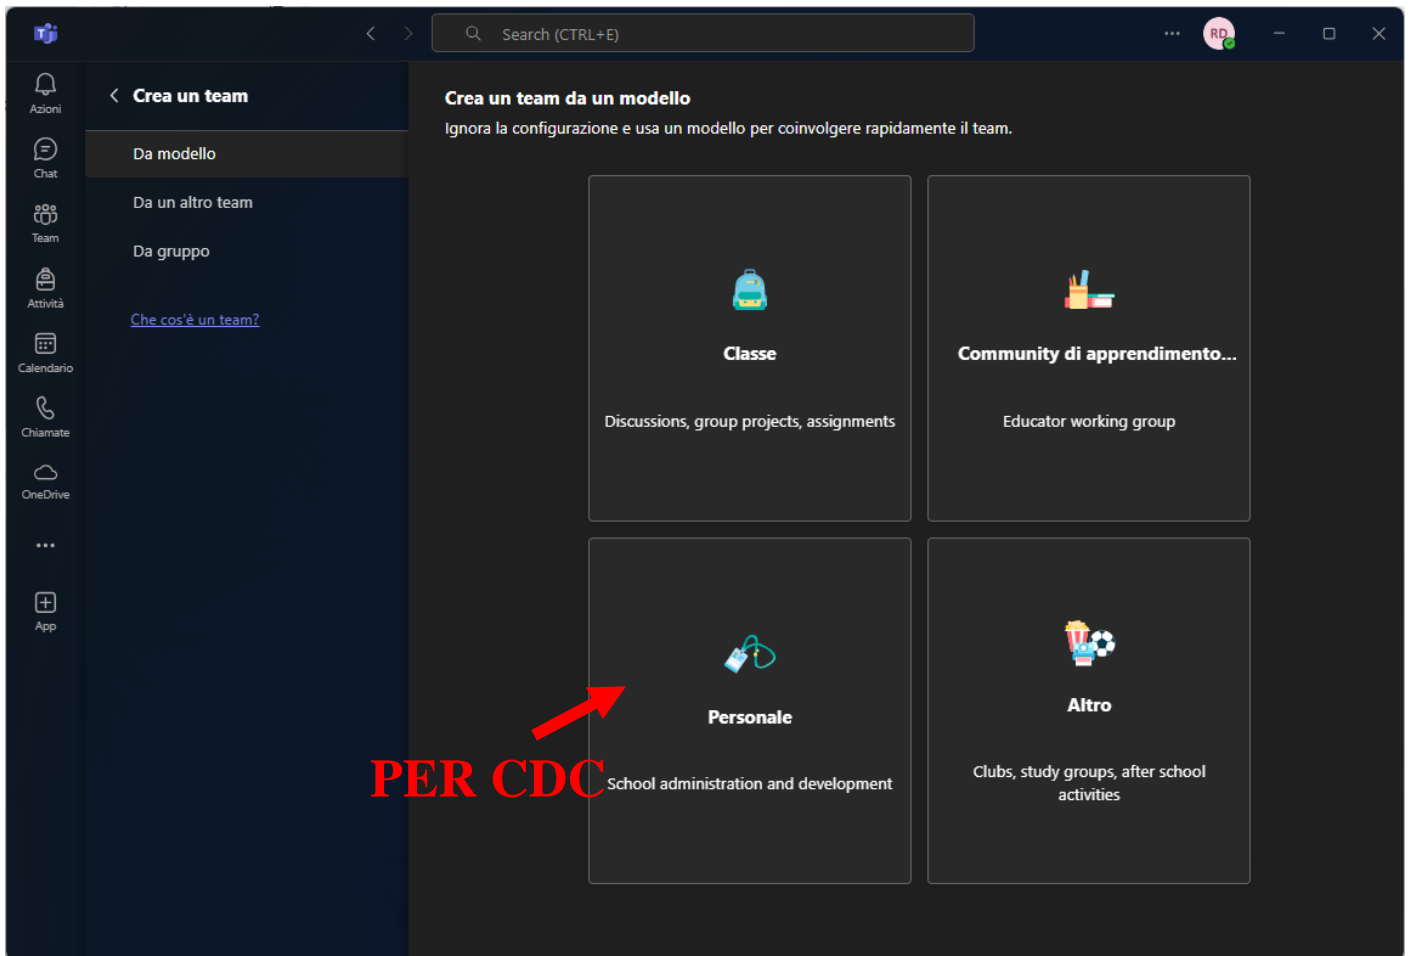 Search (CTRL+E)
RD
Azioni
Chat
Team
Attività
Calendario
Chiamate
OneDrive
App
Crea un team
Da modello
Da un altro team
Da gruppo
Che cos'è un team?
Crea un team da un modello
Ignora la configurazione e usa un modello per coinvolgere rapidamente il team.
Classe
Discussions, group projects, assignments
Community di apprendimento...
Educator working group
Personale
School administration and development
Altro
Clubs, study groups, after school
activities
PER CDC